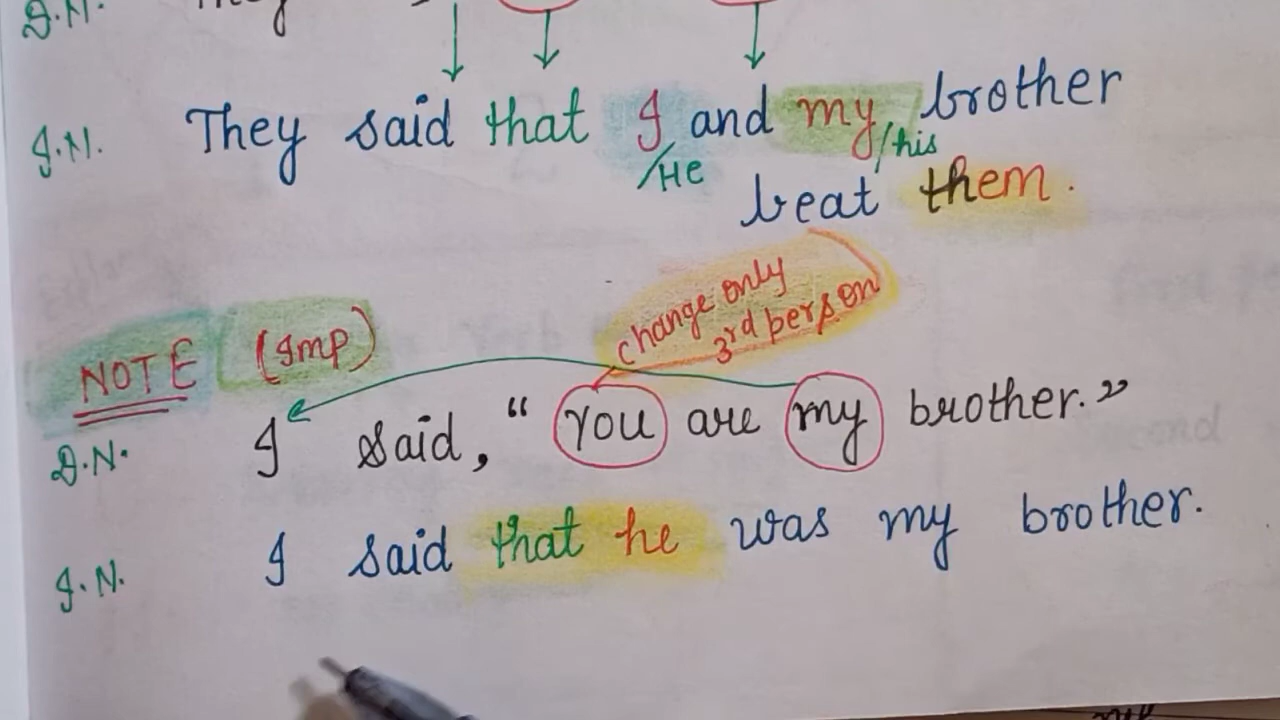 D.N. They
I.N. They said that I and my brother
/He /his
beat them.
change only
3rd person
NOTE (Imp)
D.N. I said, “You are my brother.”
I.N. I said that he was my brother.